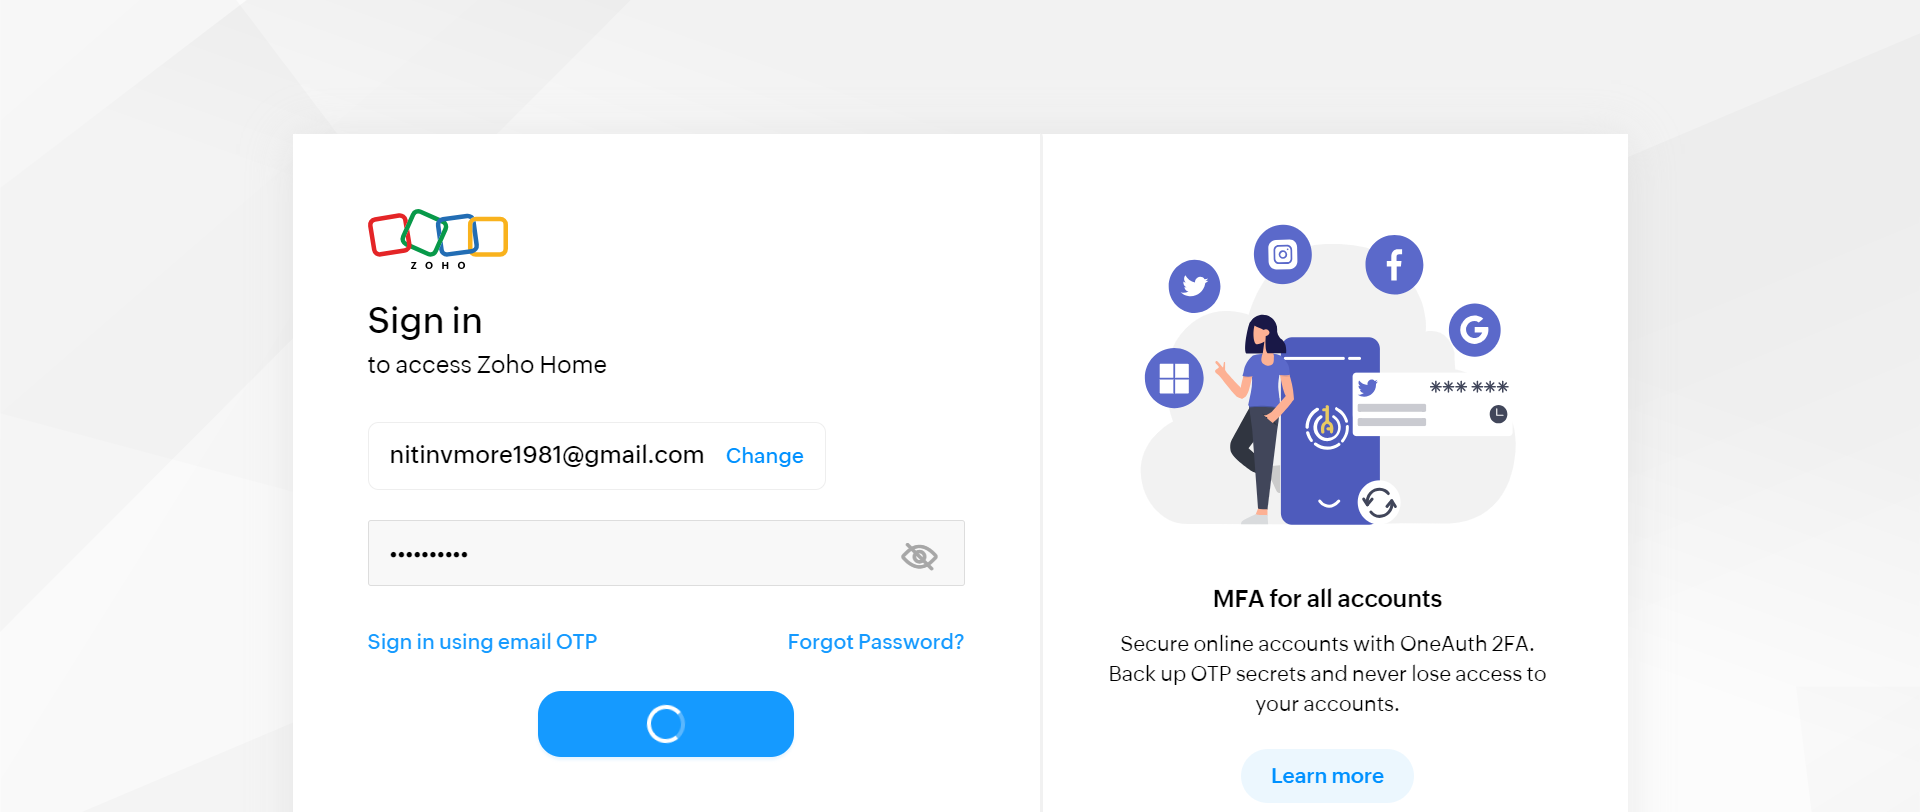 ZOHO
Sign in
to access Zoho Home
nitinvmore1981@gmail.com Change
••••••••••
Sign in using email OTP Forgot Password?
*** ***
MFA for all accounts
Secure online accounts with OneAuth 2FA.
Back up OTP secrets and never lose access to
your accounts.
Learn more